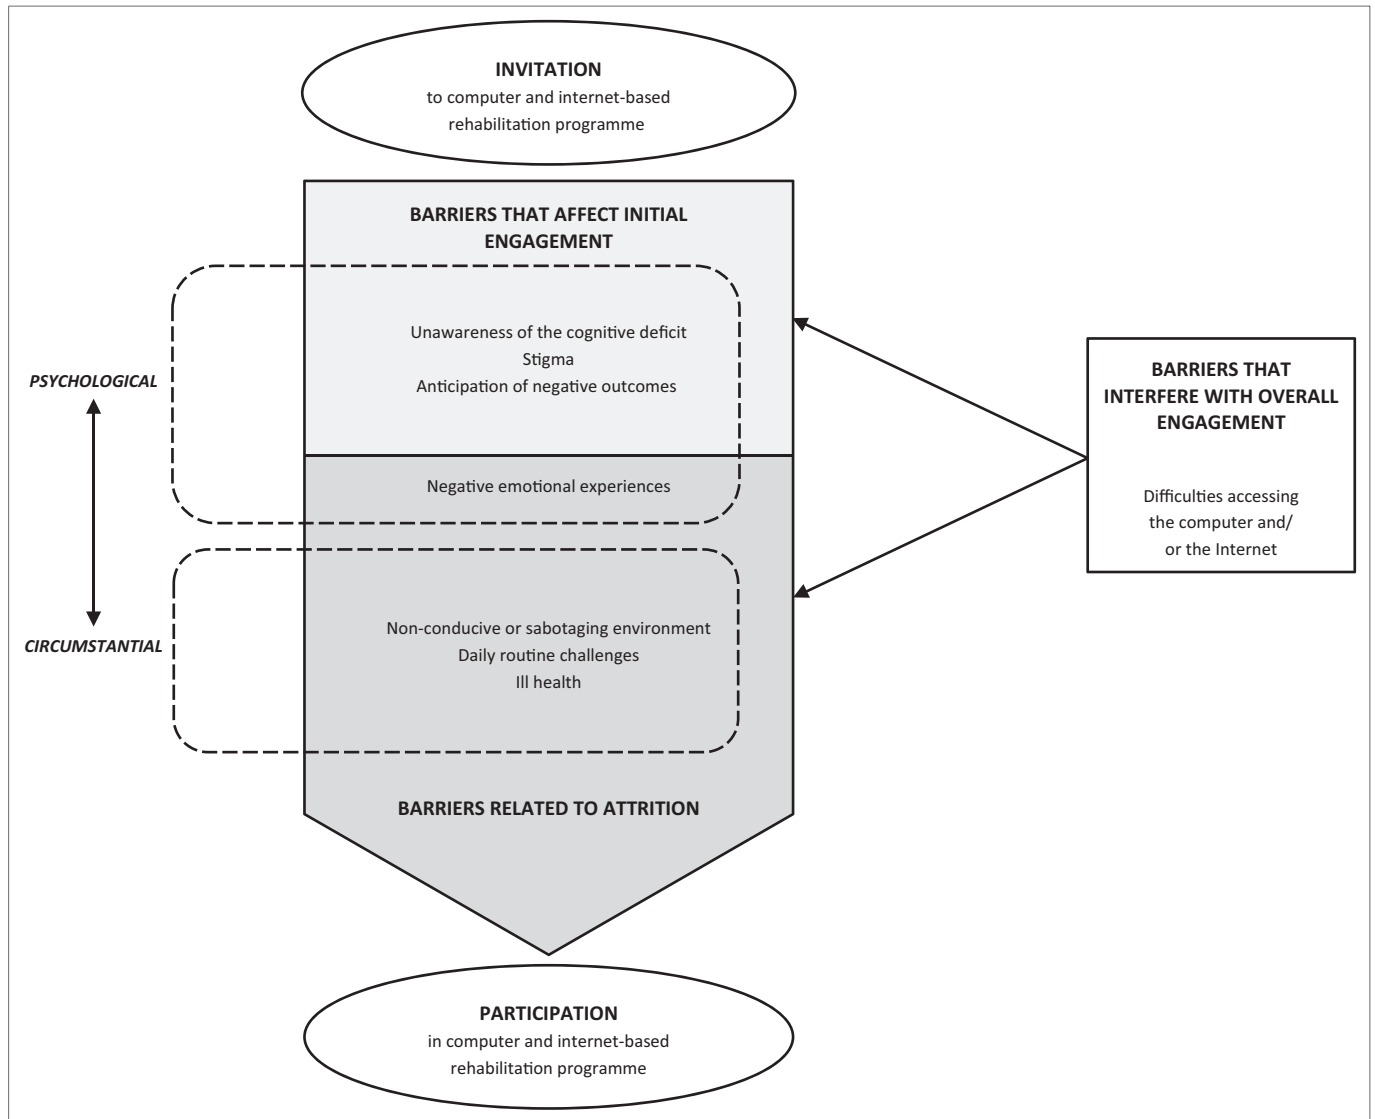 INVITATION
to computer and internet-based
rehabilitation programme
BARRIERS THAT AFFECT INITIAL
ENGAGEMENT
Unawareness of the cognitive deficit
Stigma
Anticipation of negative outcomes
PSYCHOLOGICAL
Negative emotional experiences
CIRCUMSTANTIAL
Non-conducive or sabotaging environment
Daily routine challenges
Ill health
BARRIERS RELATED TO ATTRITION
BARRIERS THAT
INTERFERE WITH OVERALL
ENGAGEMENT
Difficulties accessing
the computer and/
or the Internet
PARTICIPATION
in computer and internet-based
rehabilitation programme